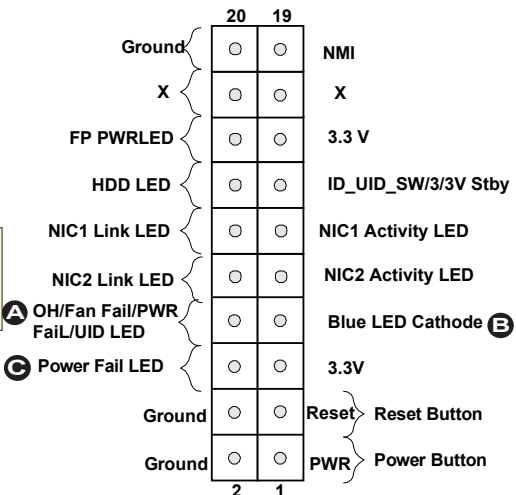 20 19
Ground NMI
X X
FP PWRLED 3.3 V
HDD LED ID_UID_SW/3/3V Stby
NIC1 Link LED NIC1 Activity LED
NIC2 Link LED NIC2 Activity LED
A OH/Fan Fail/PWR
FaiL/UID LED Blue LED Cathode B
C Power Fail LED 3.3V
Ground Reset Reset Button
Ground PWR Power Button
2 1